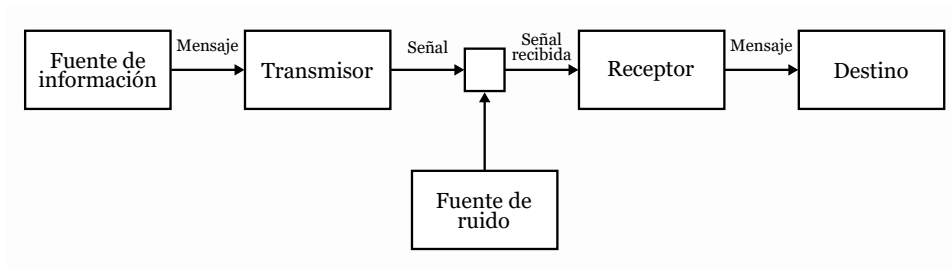 Fuente de
información
Mensaje
Transmisor
Señal
Señal
recibida
Receptor
Mensaje
Destino
Fuente de
ruido